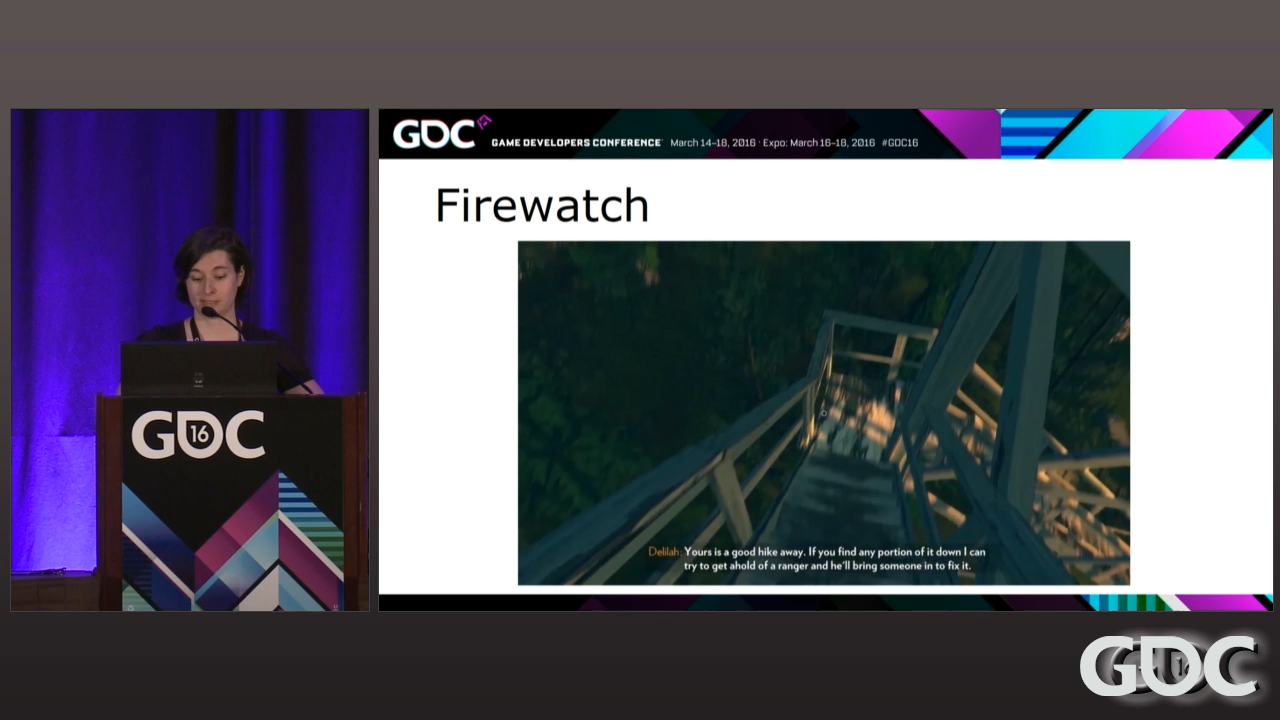 GDC
GAME DEVELOPERS CONFERENCE March 14-18, 2016 · Expo: March 16-18, 2016 #GDC16
Firewatch
Delilah: Yours is a good hike away. If you find any portion of it down I can
try to get ahold of a ranger and he'll bring someone in to fix it.
GDC
16
GDC
16